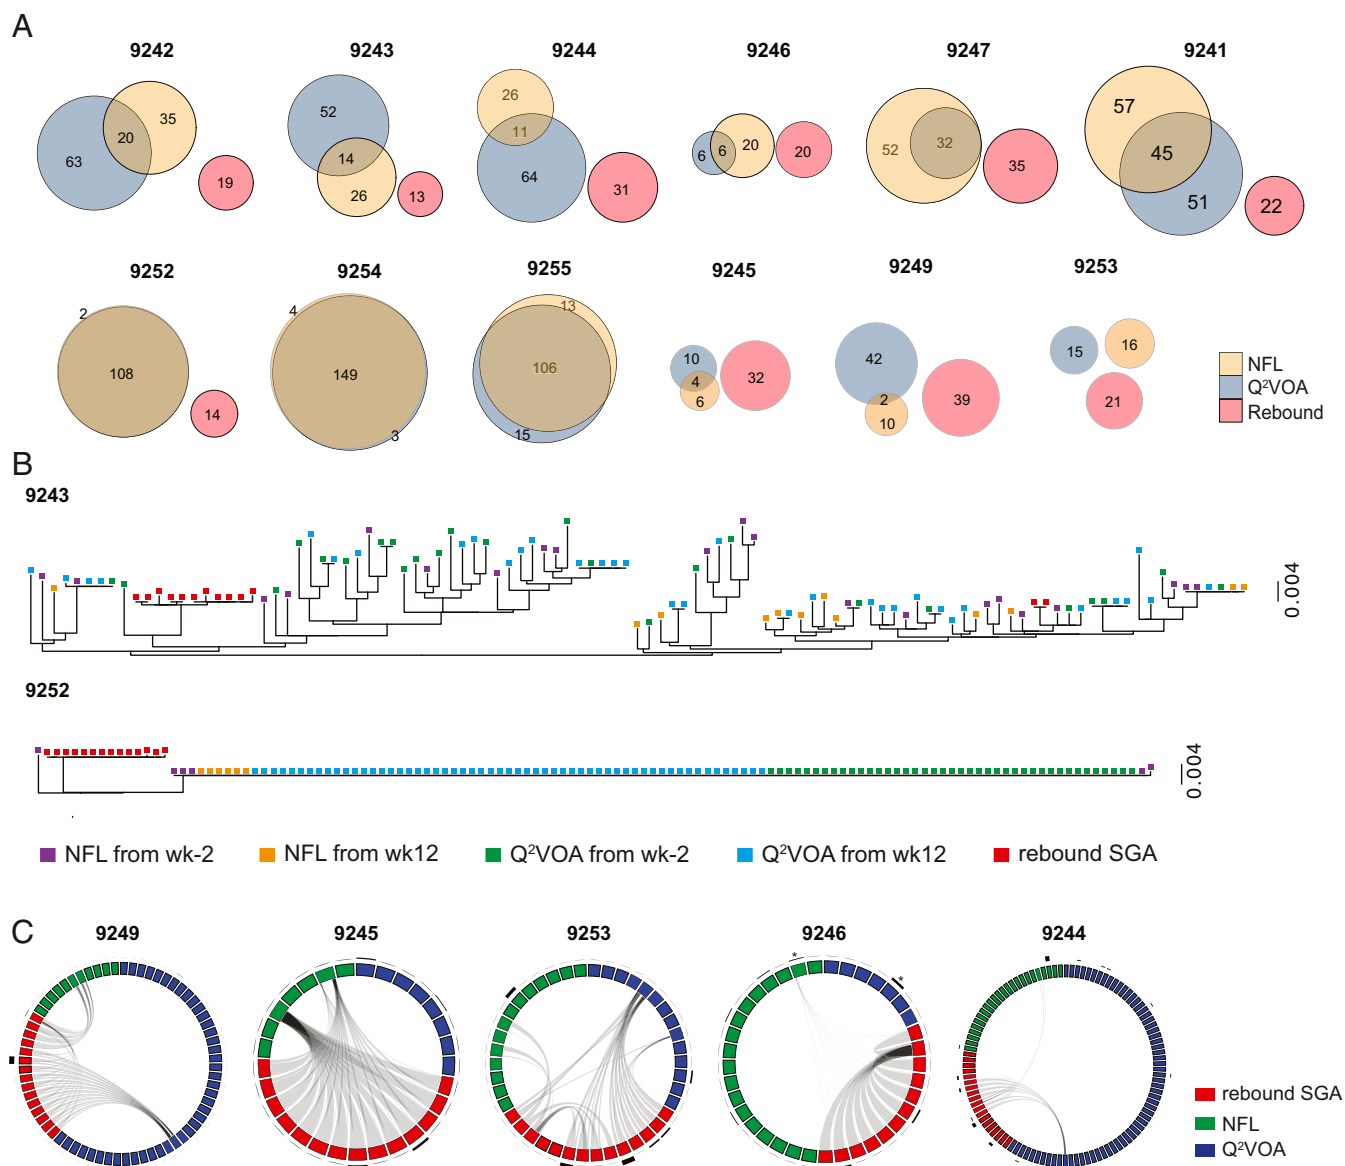 A
9242 9243 9244 9246 9247 9241
63 20 35 19
52 14 26 13
26 11 64 31
6 6 20 20
52 32 35
57 45 51 22
9252 9254 9255 9245 9249 9253
2 108 14
4 149 3
13 106 15
10 4 6 32
42 2 10 39
15 16 21
NFL
Q²VOA
Rebound
B
9243
0.004
9252
0.004
NFL from wk-2 NFL from wk12 Q²VOA from wk-2 Q²VOA from wk12 rebound SGA
C
9249 9245 9253 9246 9244
* *
rebound SGA
NFL
Q²VOA